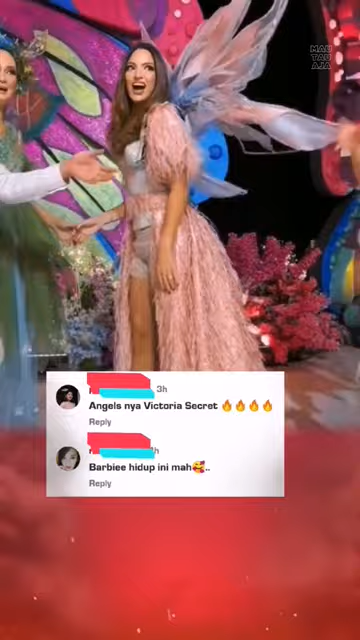 MAU
TAU
AJA
3h
Angels nya Victoria Secret 🔥🔥🔥🔥
Reply
Barbiee hidup ini mah🥰..
Reply